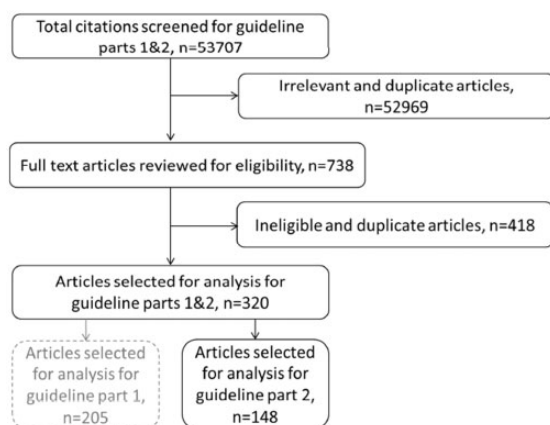 Total citations screened for guideline
parts 1&2, n=53707
Irrelevant and duplicate articles,
n=52969
Full text articles reviewed for eligibility, n=738
Ineligible and duplicate articles, n=418
Articles selected for analysis for
guideline parts 1&2, n=320
Articles selected
for analysis for
guideline part 1,
n=205
Articles selected
for analysis for
guideline part 2,
n=148